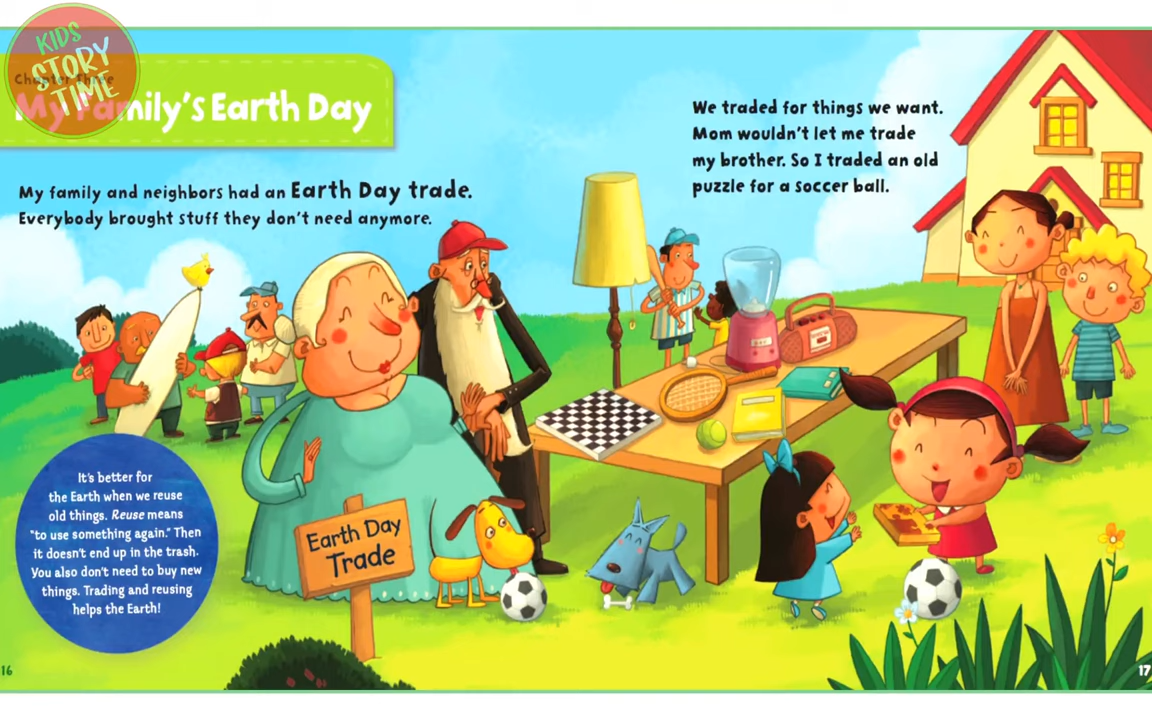 KIDS
STORY
TIME
Chapter Three
My Family's Earth Day
My family and neighbors had an Earth Day trade.
Everybody brought stuff they don't need anymore.
We traded for things we want.
Mom wouldn't let me trade
my brother. So I traded an old
puzzle for a soccer ball.
It's better for
the Earth when we reuse
old things. Reuse means
"to use something again." Then
it doesn't end up in the trash.
You also don't need to buy new
things. Trading and reusing
helps the Earth!
Earth Day
Trade
16
17